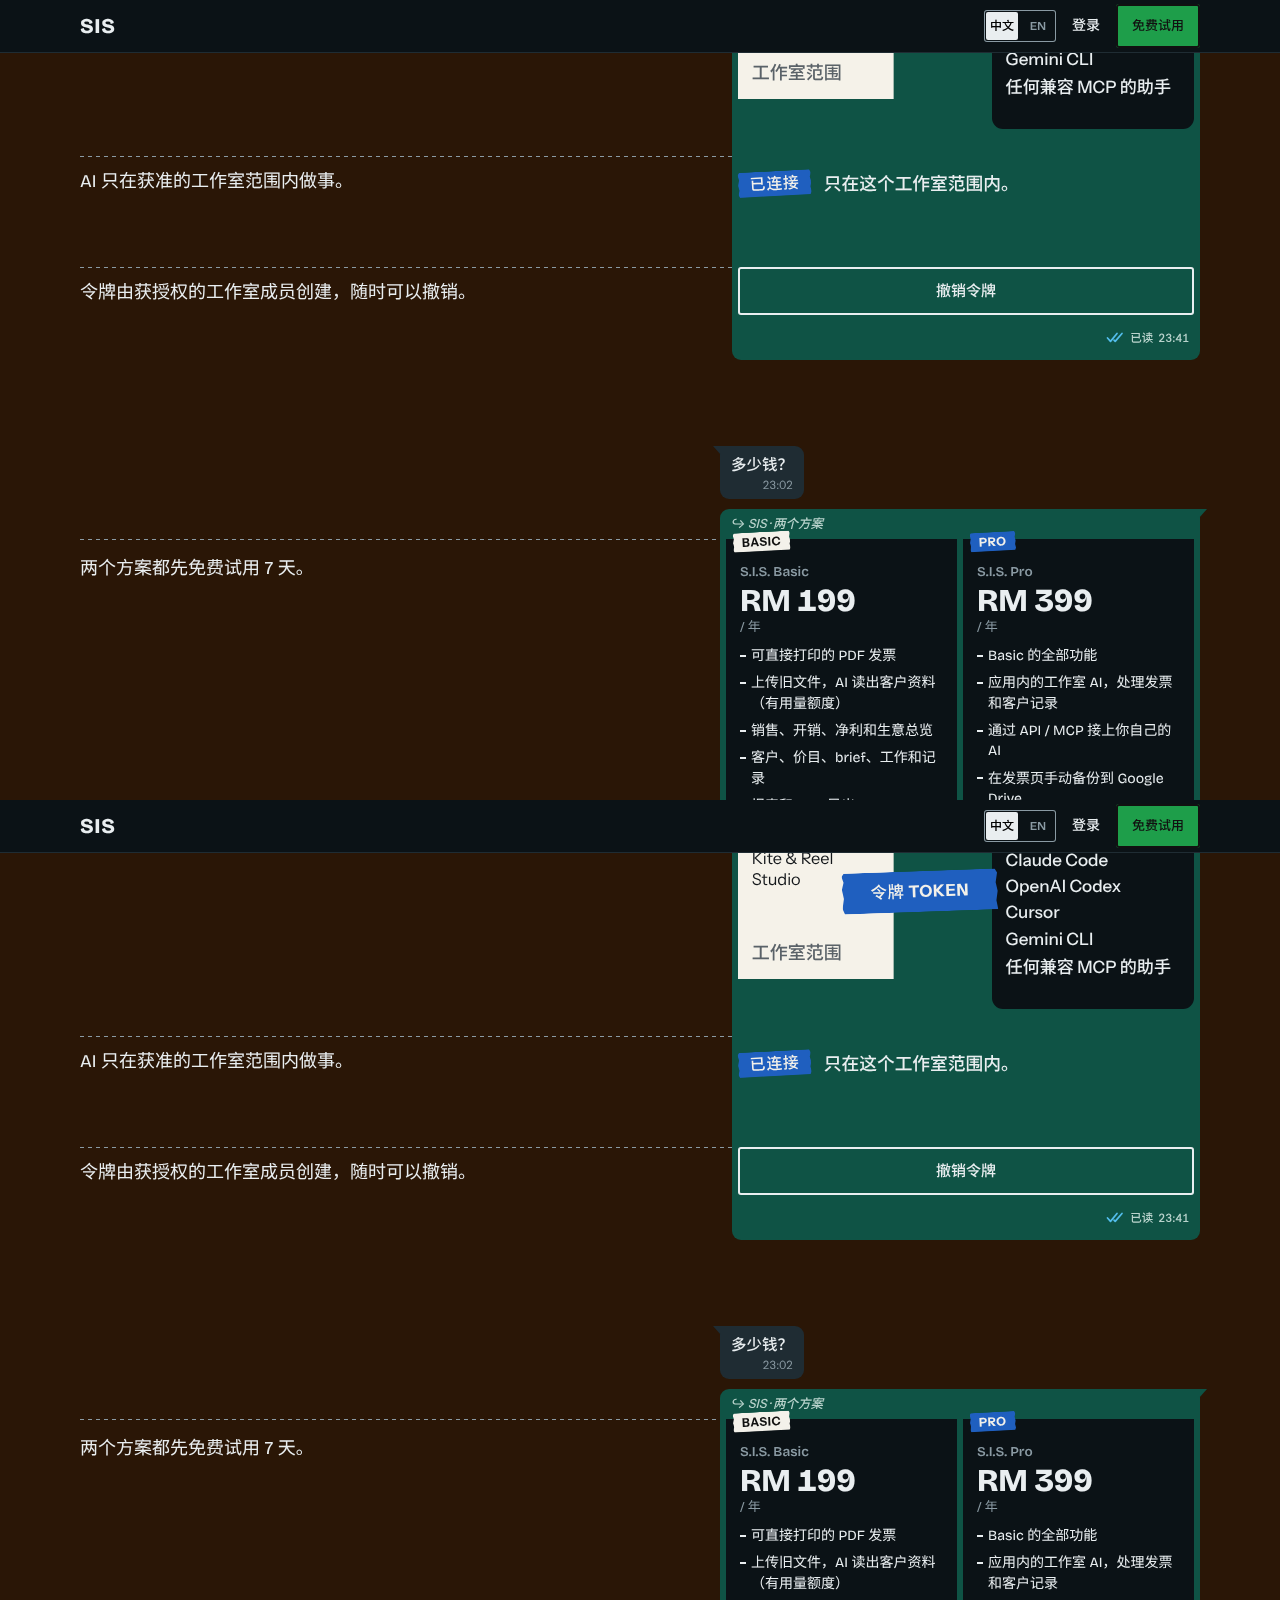 SIS
中文
EN
登录
免费试用
工作室范围
Gemini CLI
任何兼容 MCP 的助手
AI 只在获准的工作室范围内做事。
已连接
只在这个工作室范围内。
令牌由获授权的工作室成员创建，随时可以撤销。
撤销令牌
已读 23:41
多少钱？
23:02
SIS · 两个方案
两个方案都先免费试用 7 天。
BASIC
S.I.S. Basic
RM 199
/ 年
可直接打印的 PDF 发票
上传旧文件，AI 读出客户资料
（有用量额度）
销售、开销、净利和生意总览
客户、价目、brief、工作和记
录
PRO
S.I.S. Pro
RM 399
/ 年
Basic 的全部功能
应用内的工作室 AI，处理发票
和客户记录
通过 API / MCP 接上你自己的
AI
在发票页手动备份到 Google
Drive
SIS
中文
EN
登录
免费试用
Kite & Reel
Studio
工作室范围
令牌 TOKEN
Claude Code
OpenAI Codex
Cursor
Gemini CLI
任何兼容 MCP 的助手
AI 只在获准的工作室范围内做事。
已连接
只在这个工作室范围内。
令牌由获授权的工作室成员创建，随时可以撤销。
撤销令牌
已读 23:41
多少钱？
23:02
SIS · 两个方案
两个方案都先免费试用 7 天。
BASIC
S.I.S. Basic
RM 199
/ 年
可直接打印的 PDF 发票
上传旧文件，AI 读出客户资料
（有用量额度）
PRO
S.I.S. Pro
RM 399
/ 年
Basic 的全部功能
应用内的工作室 AI，处理发票
和客户记录